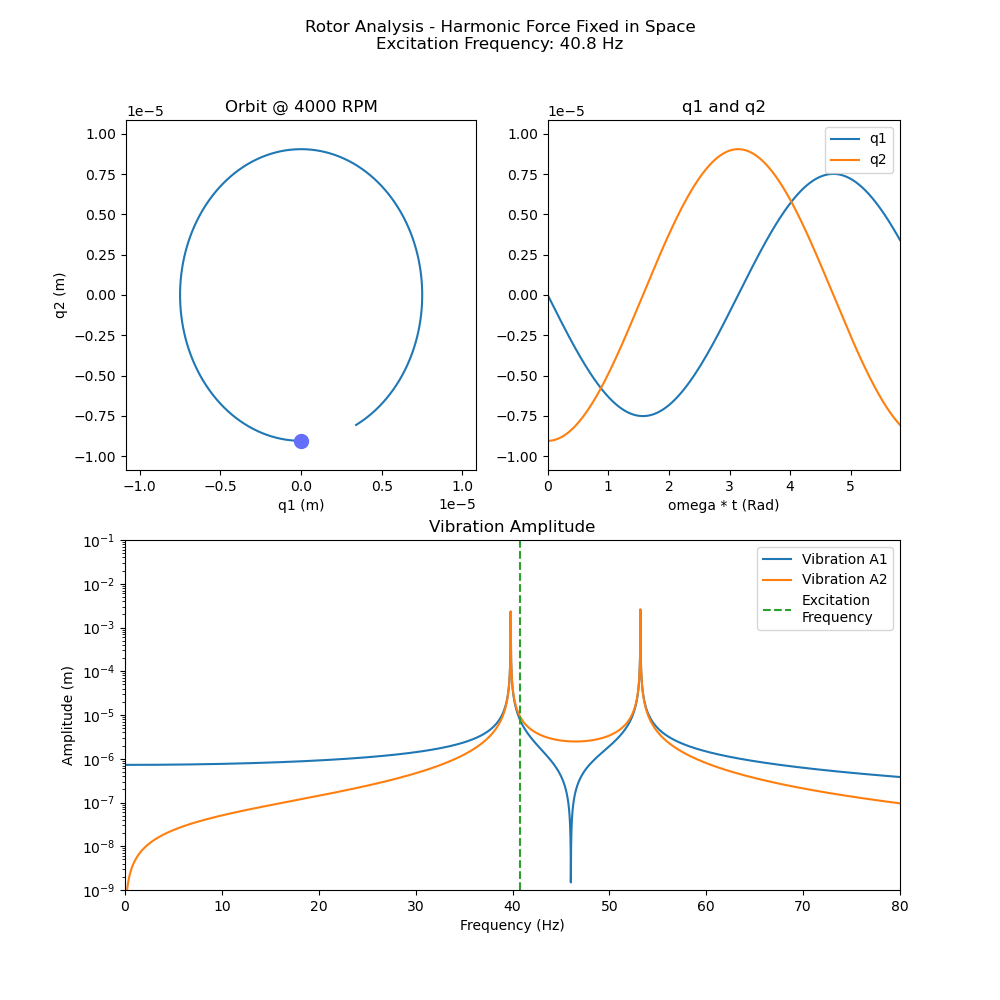 Rotor Analysis - Harmonic Force Fixed in Space
Excitation Frequency: 40.8 Hz
Orbit @ 4000 RPM
1e−5
1.00
0.75
0.50
0.25
0.00
−0.25
−0.50
−0.75
−1.00
q2 (m)
−1.0 −0.5 0.0 0.5 1.0
q1 (m)
1e−5
q1 and q2
1e−5
q1
q2
1.00
0.75
0.50
0.25
0.00
−0.25
−0.50
−0.75
−1.00
0 1 2 3 4 5
omega * t (Rad)
Vibration Amplitude
Vibration A1
Vibration A2
Excitation
Frequency
10⁻¹
10⁻²
10⁻³
10⁻⁴
10⁻⁵
10⁻⁶
10⁻⁷
10⁻⁸
10⁻⁹
Amplitude (m)
0 10 20 30 40 50 60 70 80
Frequency (Hz)